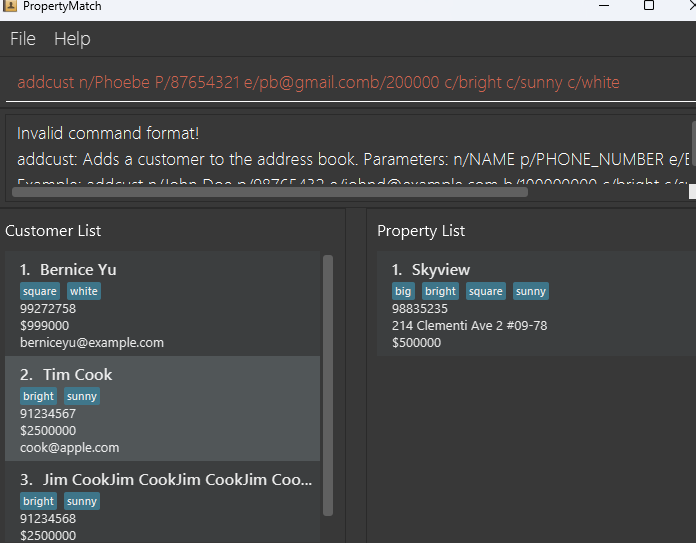 PropertyMatch
File Help
addcust n/Phoebe P/87654321 e/pb@gmail.comb/200000 c/bright c/sunny c/white
Invalid command format!
addcust: Adds a customer to the address book. Parameters: n/NAME p/PHONE_NUMBER e/E
Example: addcust n/John Doe p/98765432 e/johnd@example.com b/100000000 c/bright c/su
Customer List
1. Bernice Yu
square white
99272758
$999000
berniceyu@example.com
2. Tim Cook
bright sunny
91234567
$2500000
cook@apple.com
3. Jim CookJim CookJim CookJim Coo...
bright sunny
91234568
$2500000
Property List
1. Skyview
big bright square sunny
98835235
214 Clementi Ave 2 #09-78
$500000